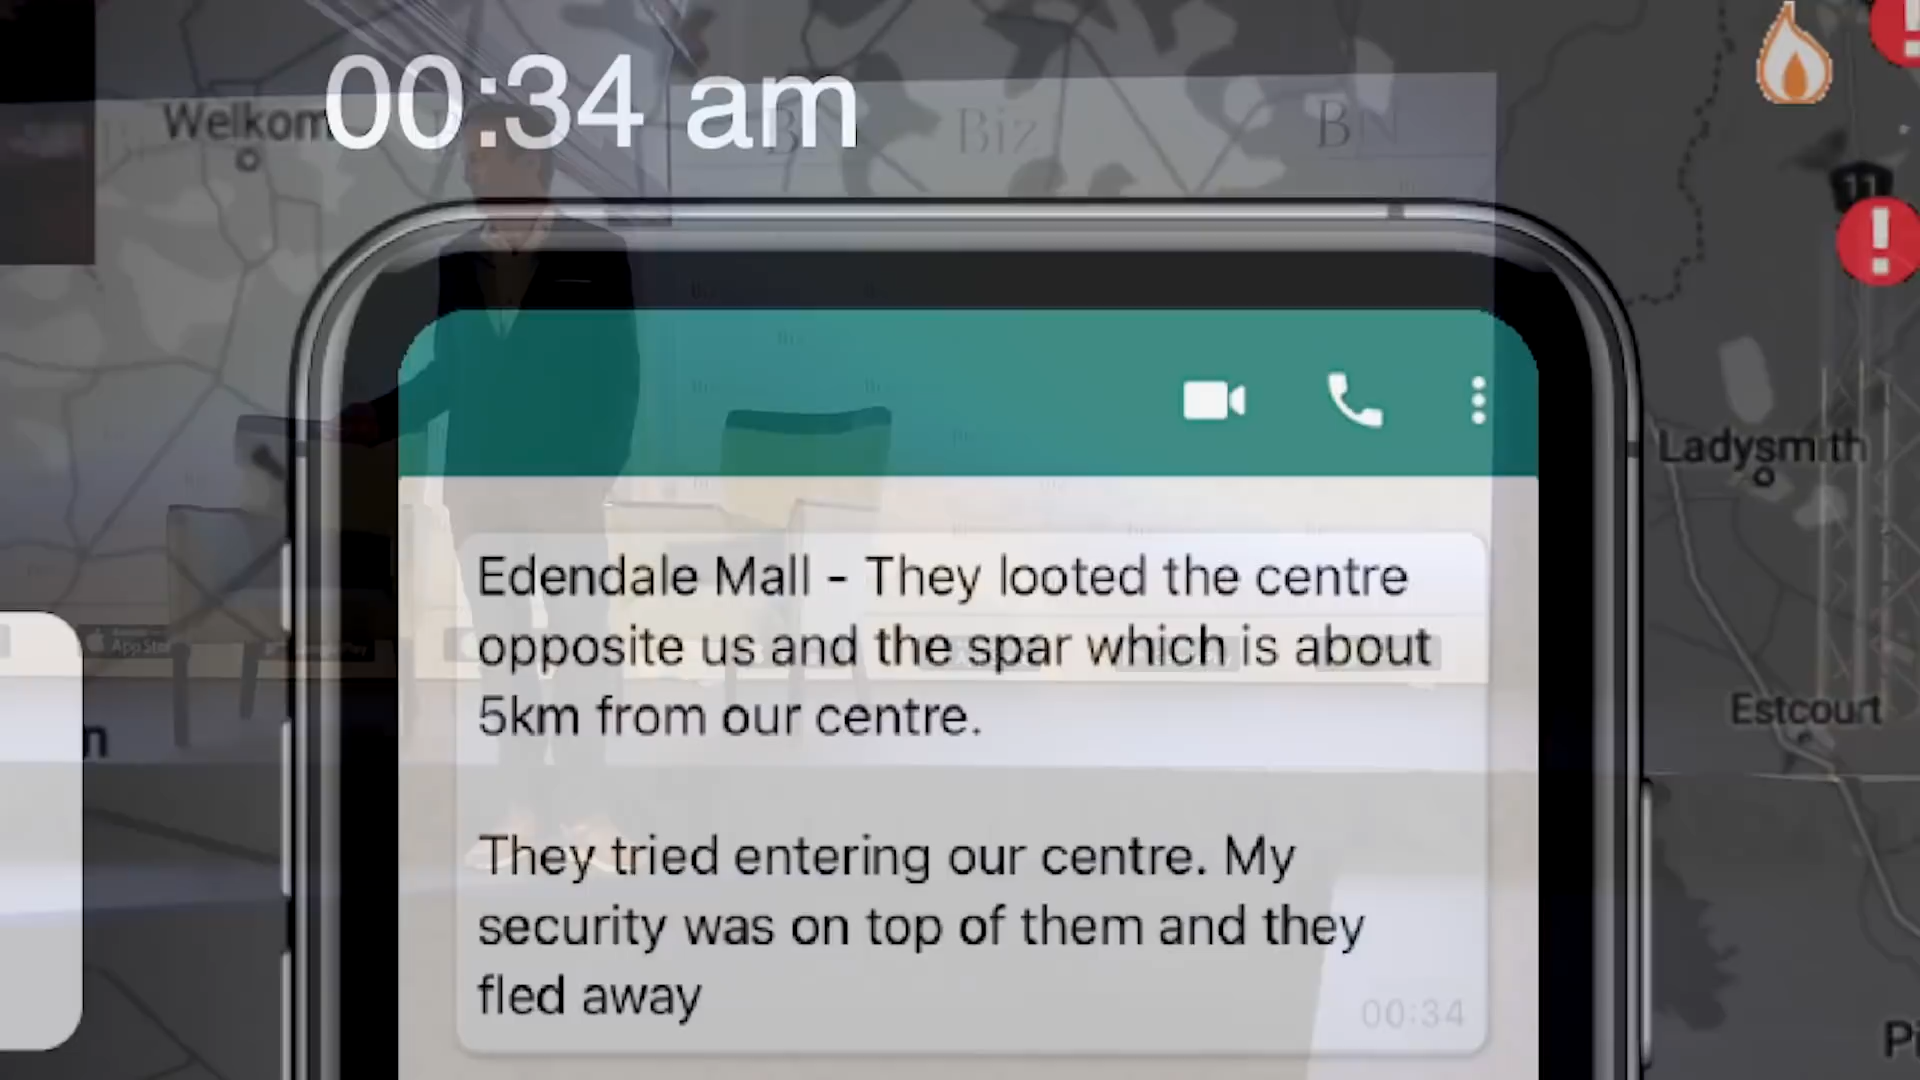 00:34 am
Welkom
Biz
11
Ladysmith
Edendale Mall - They looted the centre
opposite us and the spar which is about
5km from our centre.
Estcourt
They tried entering our centre. My
security was on top of them and they
fled away
00:34